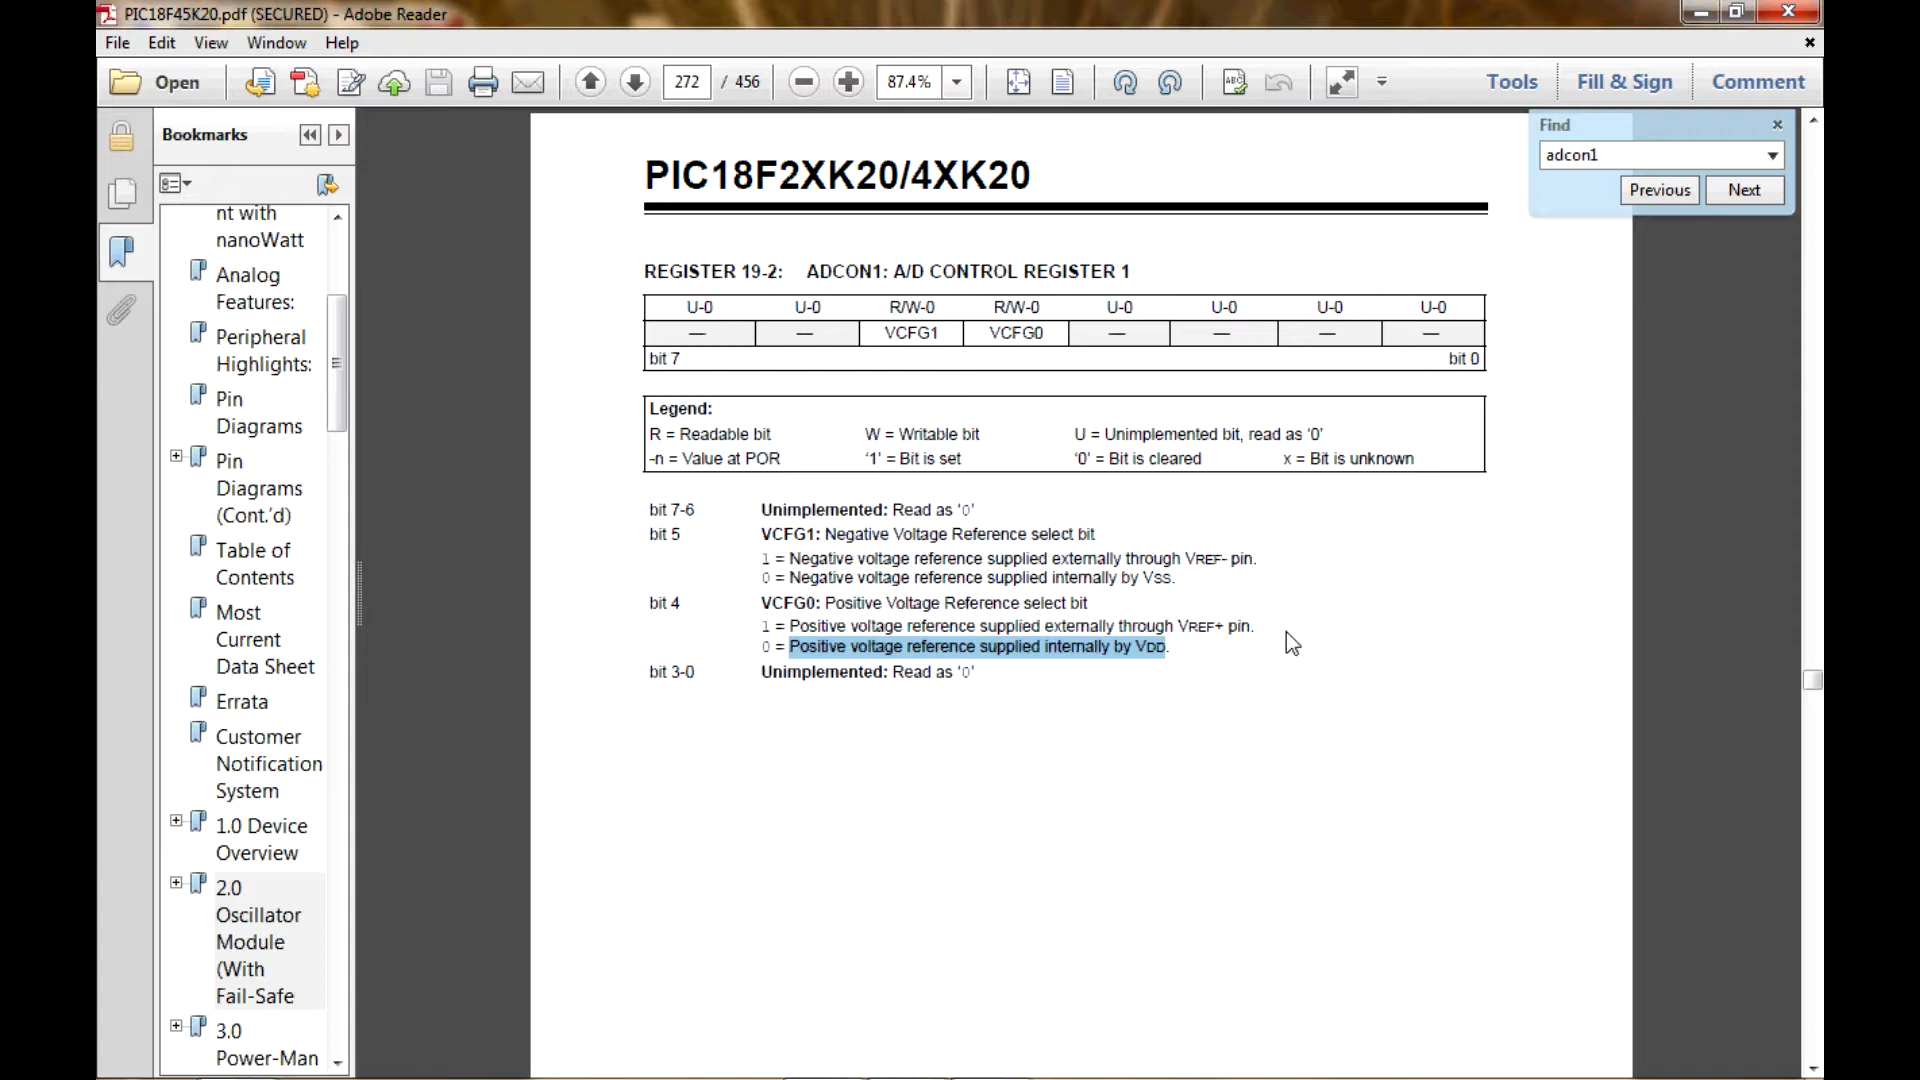 PIC18F45K20.pdf (SECURED) - Adobe Reader
File Edit View Window Help
Open 272 / 456 87.4% Tools Fill & Sign Comment
Bookmarks
nt with
nanoWatt
Analog
Features:
Peripheral
Highlights:
Pin
Diagrams
Pin
Diagrams
(Cont.'d)
Table of
Contents
Most
Current
Data Sheet
Errata
Customer
Notification
System
1.0 Device
Overview
2.0
Oscillator
Module
(With
Fail-Safe
3.0
Power-Man
Find
adcon1
Previous Next
PIC18F2XK20/4XK20
REGISTER 19-2: ADCON1: A/D CONTROL REGISTER 1
U-0 U-0 R/W-0 R/W-0 U-0 U-0 U-0 U-0
— — VCFG1 VCFG0 — — — —
bit 7 bit 0
Legend:
R = Readable bit W = Writable bit U = Unimplemented bit, read as ‘0’
-n = Value at POR ‘1’ = Bit is set ‘0’ = Bit is cleared x = Bit is unknown
bit 7-6 Unimplemented: Read as ‘0’
bit 5 VCFG1: Negative Voltage Reference select bit
1 = Negative voltage reference supplied externally through VREF- pin.
0 = Negative voltage reference supplied internally by VSS.
bit 4 VCFG0: Positive Voltage Reference select bit
1 = Positive voltage reference supplied externally through VREF+ pin.
0 = Positive voltage reference supplied internally by VDD.
bit 3-0 Unimplemented: Read as ‘0’